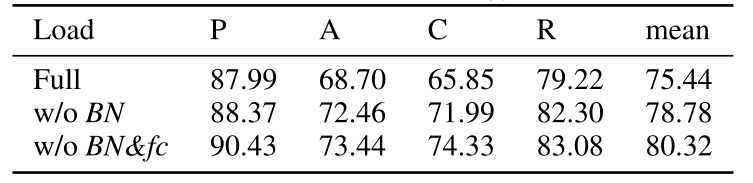 Load P A C R mean
Full 87.99 68.70 65.85 79.22 75.44
w/o BN 88.37 72.46 71.99 82.30 78.78
w/o BN&fc 90.43 73.44 74.33 83.08 80.32